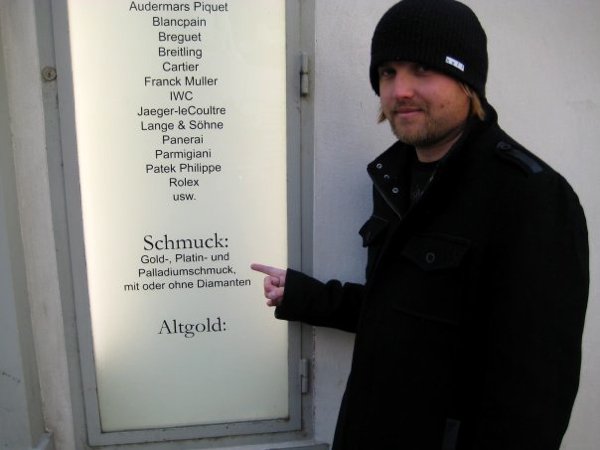 Audermars Piquet
Blancpain
Breguet
Breitling
Cartier
Franck Muller
IWC
Jaeger-leCoultre
Lange & Söhne
Panerai
Parmigiani
Patek Philippe
Rolex
usw.
Schmuck:
Gold-, Platin- und
Palladiumschmuck,
mit oder ohne Diamanten
Altgold: